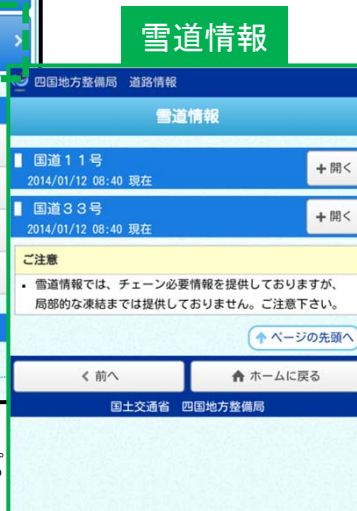 雪道情報
四国地方整備局 道路情報
雪道情報
国道11号
2014/01/12 08:40 現在
+開く
国道33号
2014/01/12 08:40 現在
+開く
ご注意
・ 雪道情報では、チェーン必要情報を提供しておりますが、
局部的な凍結までは提供しておりません。ご注意下さい。
ページの先頭へ
前へ
ホームに戻る
国土交通省 四国地方整備局